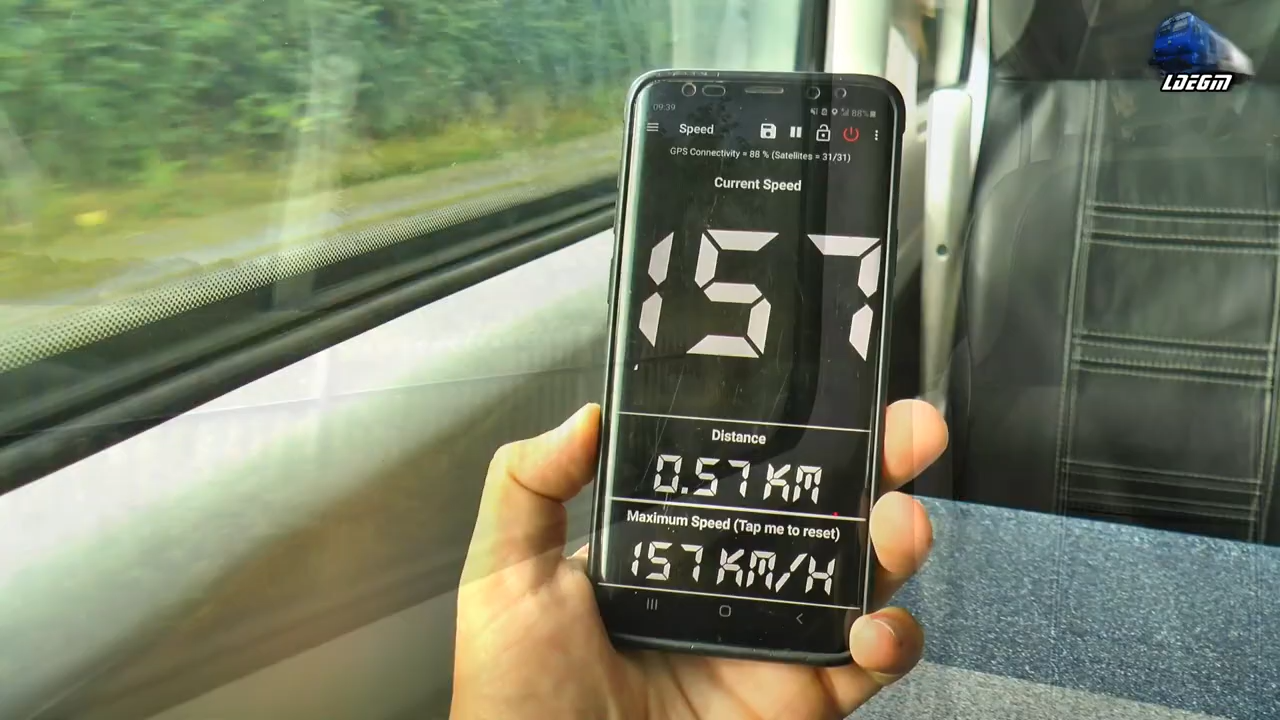 LDEGM
09:39
88%
Speed
GPS Connectivity = 88 % (Satellites = 31/31)
Current Speed
157
Distance
0.57 KM
Maximum Speed (Tap me to reset)
157 KM/H